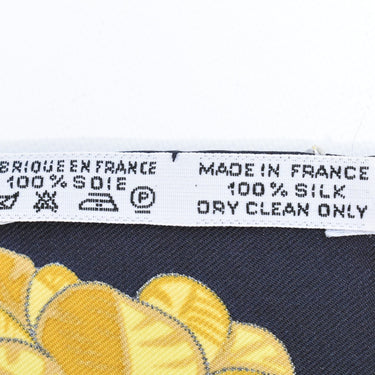 BRIQUE EN FRANCE
100% SOIE
P
MADE IN FRANCE
100% SILK
DRY CLEAN ONLY